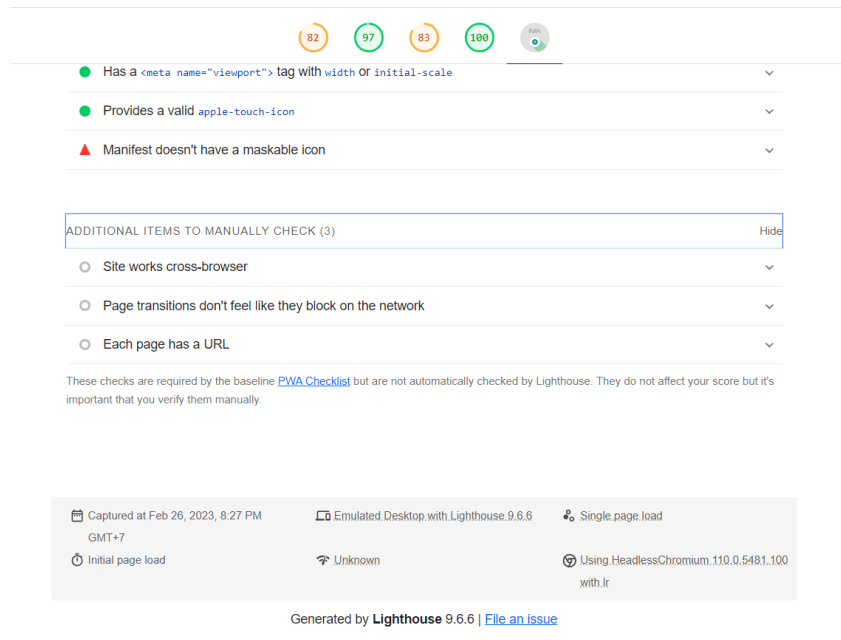 82 97 83 100 PWA
Has a <meta name="viewport"> tag with width or initial-scale
Provides a valid apple-touch-icon
Manifest doesn't have a maskable icon
ADDITIONAL ITEMS TO MANUALLY CHECK (3) Hide
Site works cross-browser
Page transitions don't feel like they block on the network
Each page has a URL
These checks are required by the baseline PWA Checklist but are not automatically checked by Lighthouse. They do not affect your score but it's
important that you verify them manually.
Captured at Feb 26, 2023, 8:27 PM
GMT+7
Emulated Desktop with Lighthouse 9.6.6
Single page load
Initial page load
Unknown
Using HeadlessChromium 110.0.5481.100
with lr
Generated by Lighthouse 9.6.6 | File an issue